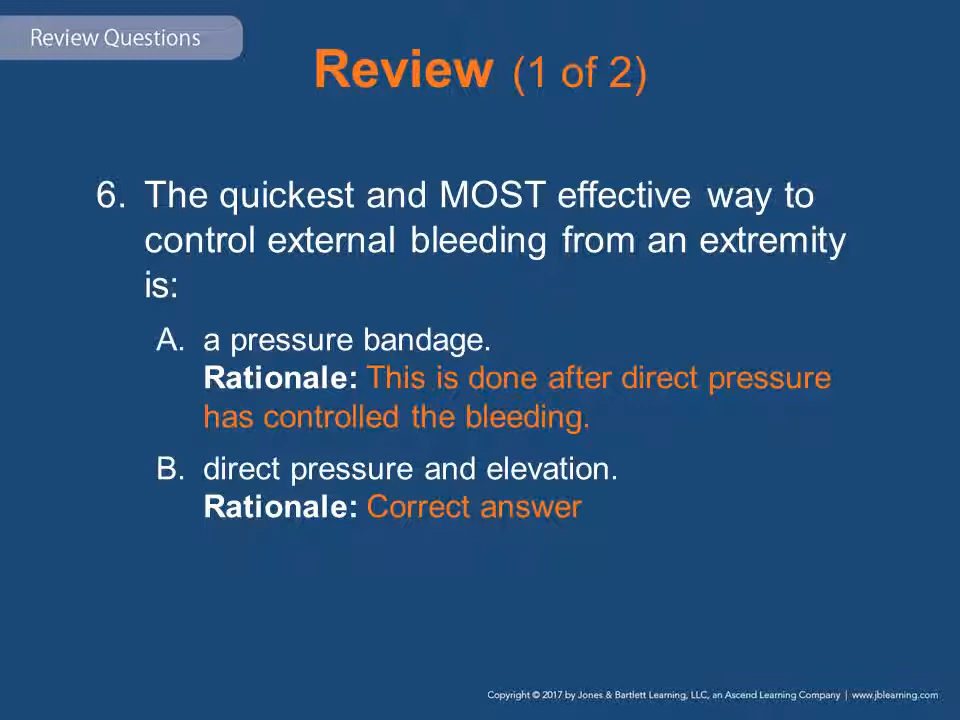 Review Questions
Review (1 of 2)
6. The quickest and MOST effective way to
control external bleeding from an extremity
is:
A. a pressure bandage.
Rationale: This is done after direct pressure
has controlled the bleeding.
B. direct pressure and elevation.
Rationale: Correct answer
Copyright © 2017 by Jones & Bartlett Learning, LLC, an Ascend Learning Company | www.jblearning.com